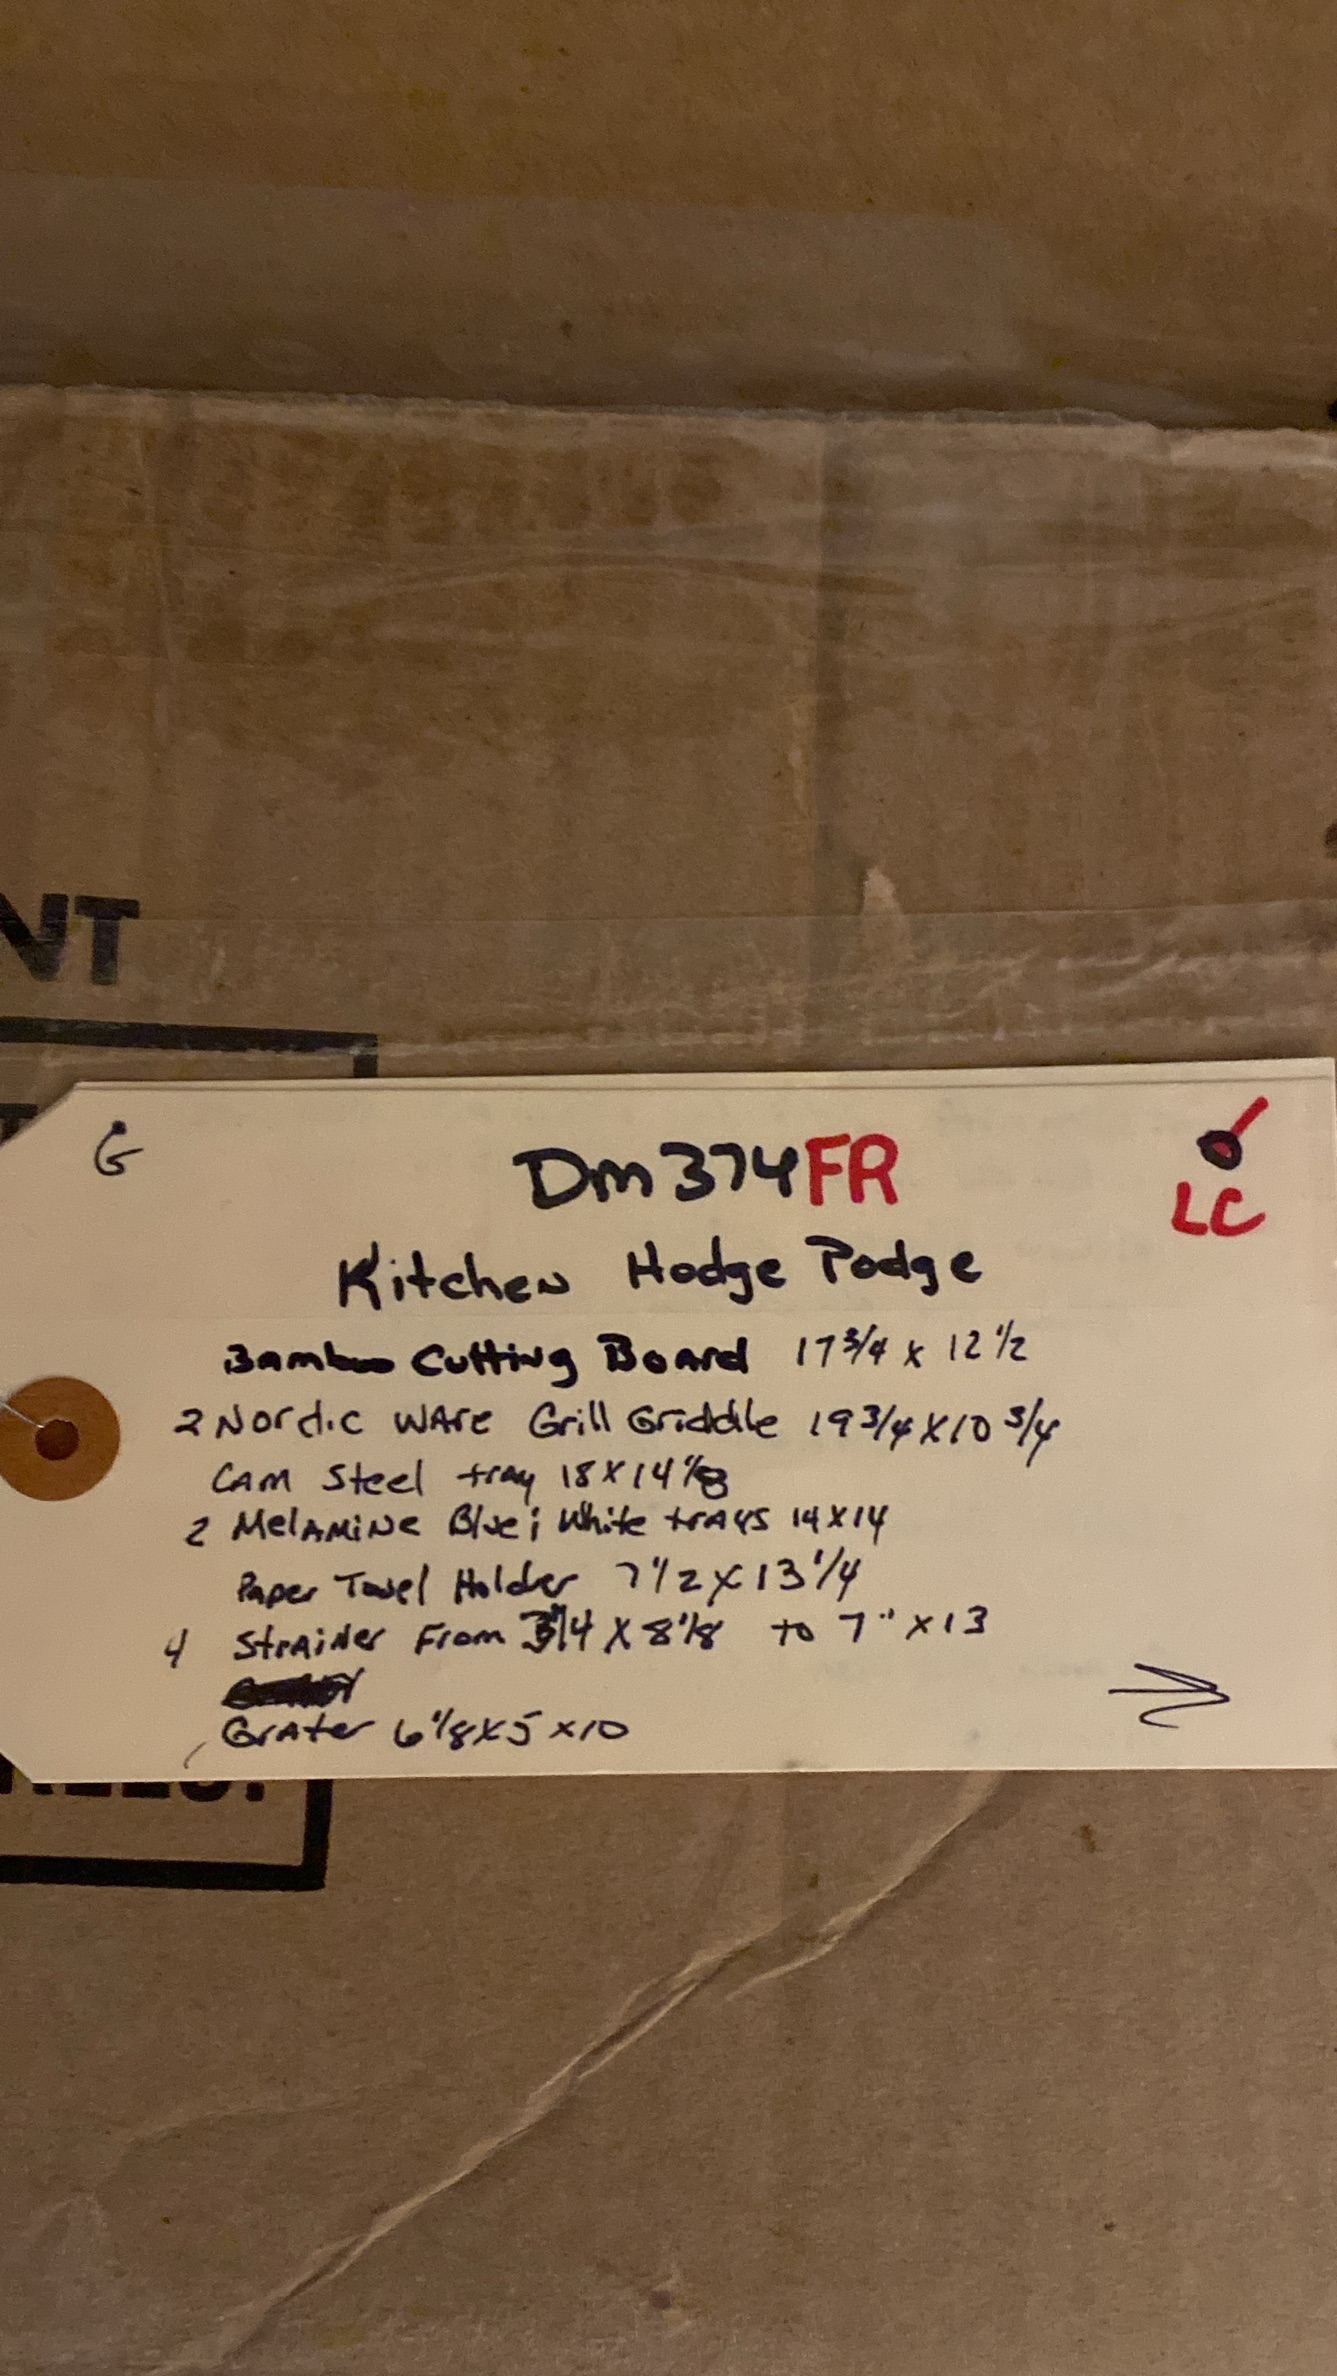 NT
G
Dm374FR
LC
Kitchen Hodge Podge
Bamboo Cutting Board 17 3/4 x 12 1/2
2 Nordic Ware Grill Griddle 19 3/4 X 10 3/4
CAM Steel tray 18 X 14 1/8
2 Melamine Blue; White trays 14 X 14
Paper Towel Holder 7 1/2 X 13 1/4
4 Strainer From X 8 1/8 to 7" X 13
Grater 6 1/8 X 5 X 10